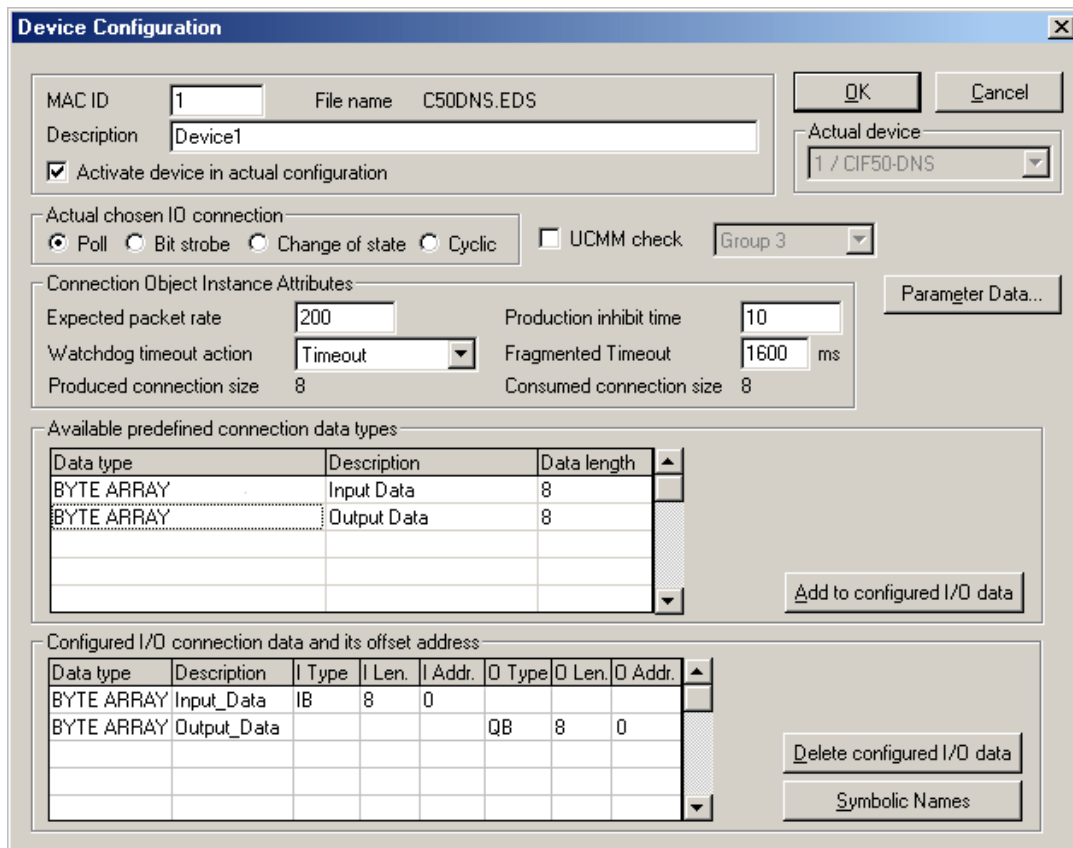 Device Configuration
MAC ID 1 File name C50DNS.EDS
Description Device1
Activate device in actual configuration
OK Cancel
Actual device
1 / CIF50-DNS
Actual chosen IO connection
Poll Bit strobe Change of state Cyclic
UCMM check Group 3
Connection Object Instance Attributes
Expected packet rate 200 Production inhibit time 10
Watchdog timeout action Timeout Fragmented Timeout 1600 ms
Produced connection size 8 Consumed connection size 8
Parameter Data...
Available predefined connection data types
Data type Description Data length
BYTE ARRAY Input Data 8
BYTE ARRAY Output Data 8
Add to configured I/O data
Configured I/O connection data and its offset address
Data type Description I Type I Len. I Addr. O Type O Len. O Addr.
BYTE ARRAY Input_Data IB 8 0
BYTE ARRAY Output_Data QB 8 0
Delete configured I/O data
Symbolic Names